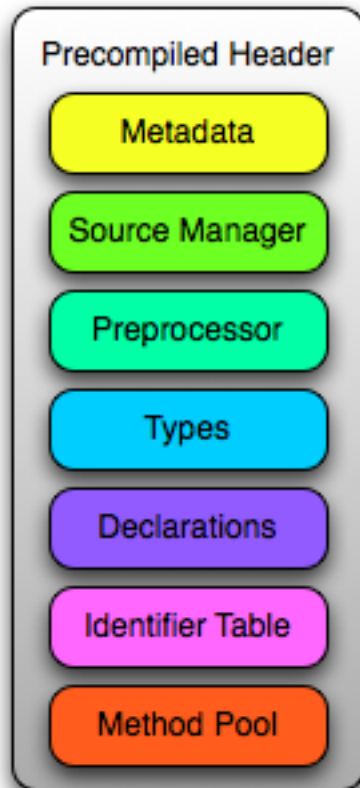 Precompiled Header
Metadata
Source Manager
Preprocessor
Types
Declarations
Identifier Table
Method Pool